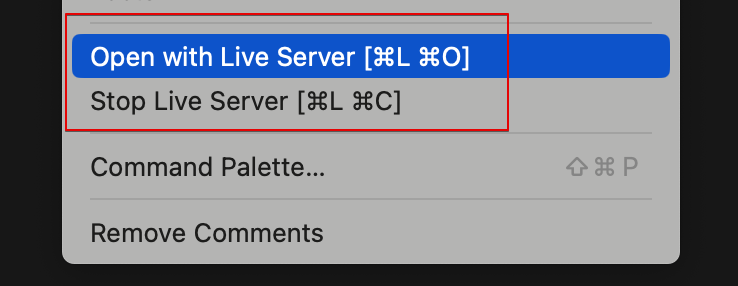 Open with Live Server [⌘L ⌘O]
Stop Live Server [⌘L ⌘C]
Command Palette... ⇧⌘P
Remove Comments